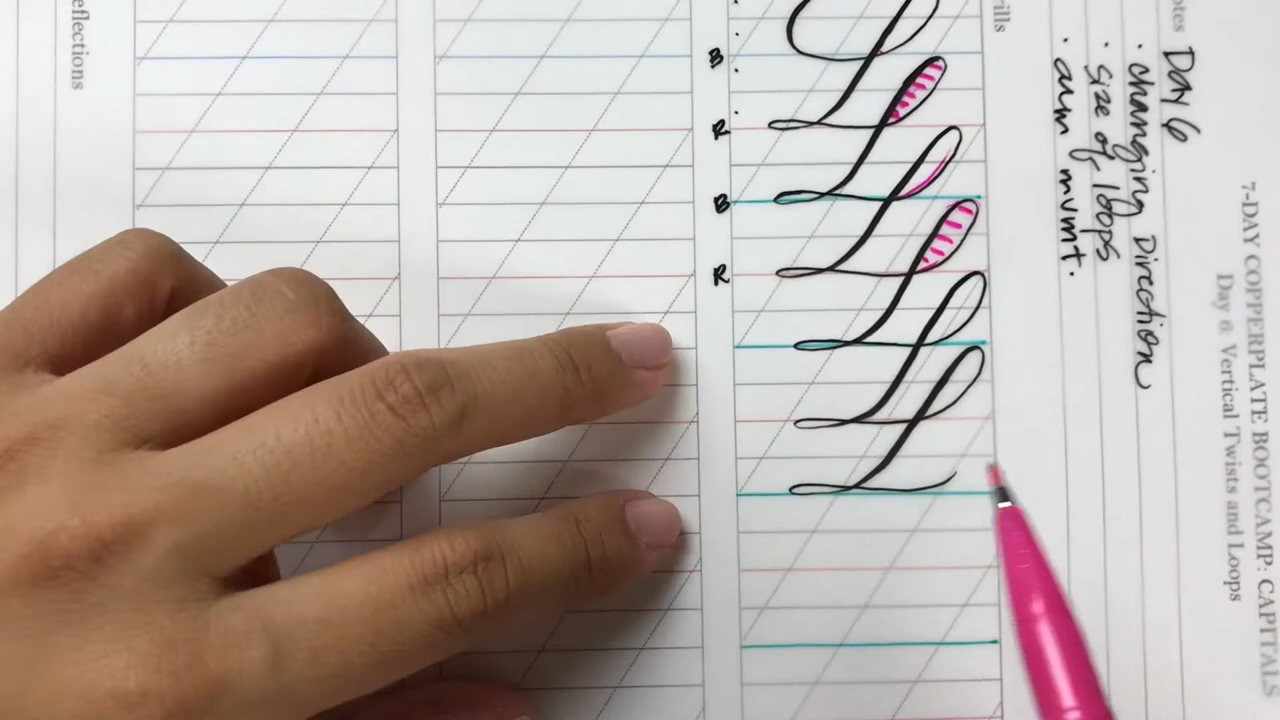 7-DAY COPPERPLATE BOOTCAMP: CAPITALS
Day 6: Vertical Twists and Loops
Day 6
• Changing Direction
• size of loops
• arm mvmt.
B
R
B
R